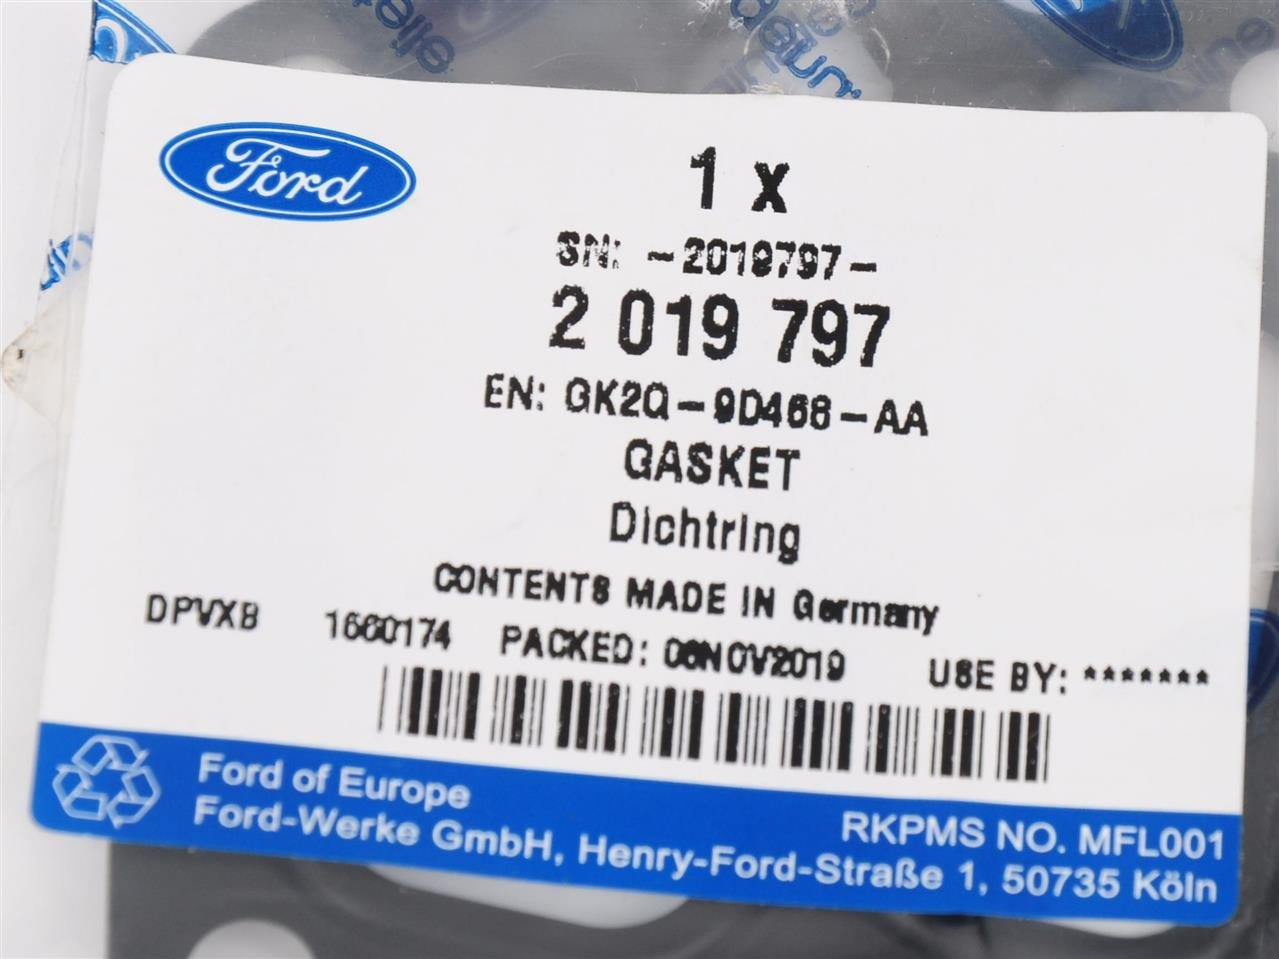 Ford
1 x
SN: -2019797-
2 019 797
EN: GK2Q-9D468-AA
GASKET
Dichtring
CONTENTS MADE IN Germany
DPVXB 1660174 PACKED: 06NOV2019 USE BY: *******
Ford of Europe
Ford-Werke GmbH, Henry-Ford-Straße 1, 50735 Köln
RKPMS NO. MFL001